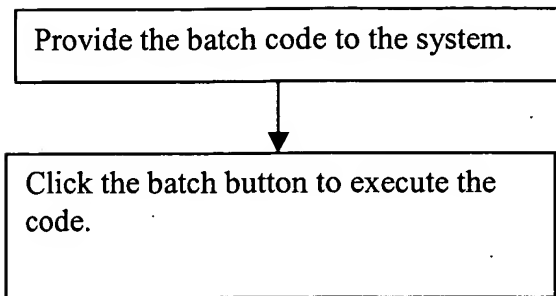 Provide the batch code to the system.
Click the batch button to execute the
code.